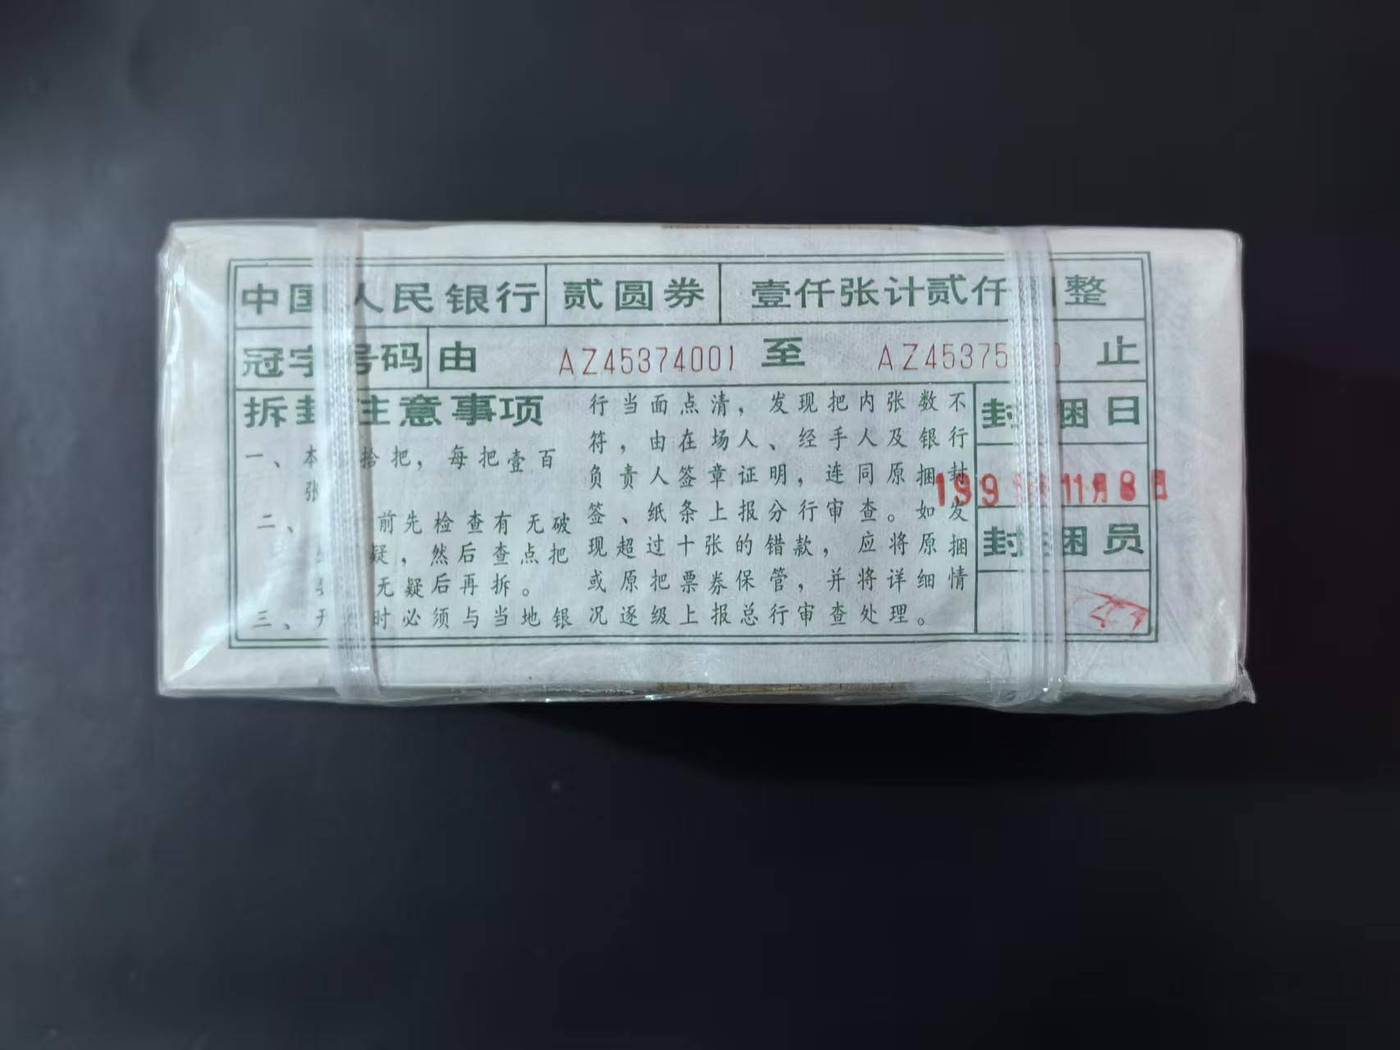 中国人民银行 贰圆券 壹仟张计贰仟 整
冠字号码 由 AZ45374001 至 AZ45375 0 止
拆封注意事项
一、本 拾把，每把壹百
张
二、 前先检查有无破
疑，然后查点把
无疑后再拆。
三、开 时必须与当地银
行当面点清，发现把内张数不
符，由在场人、经手人及银行
负责人签章证明，连同原捆封
签、纸条上报分行审查。如发
现超过十张的错款，应将原捆
或原把票券保管，并将详细情
况逐级上报总行审查处理。
封 捆日
199 年11月8日
封 捆员